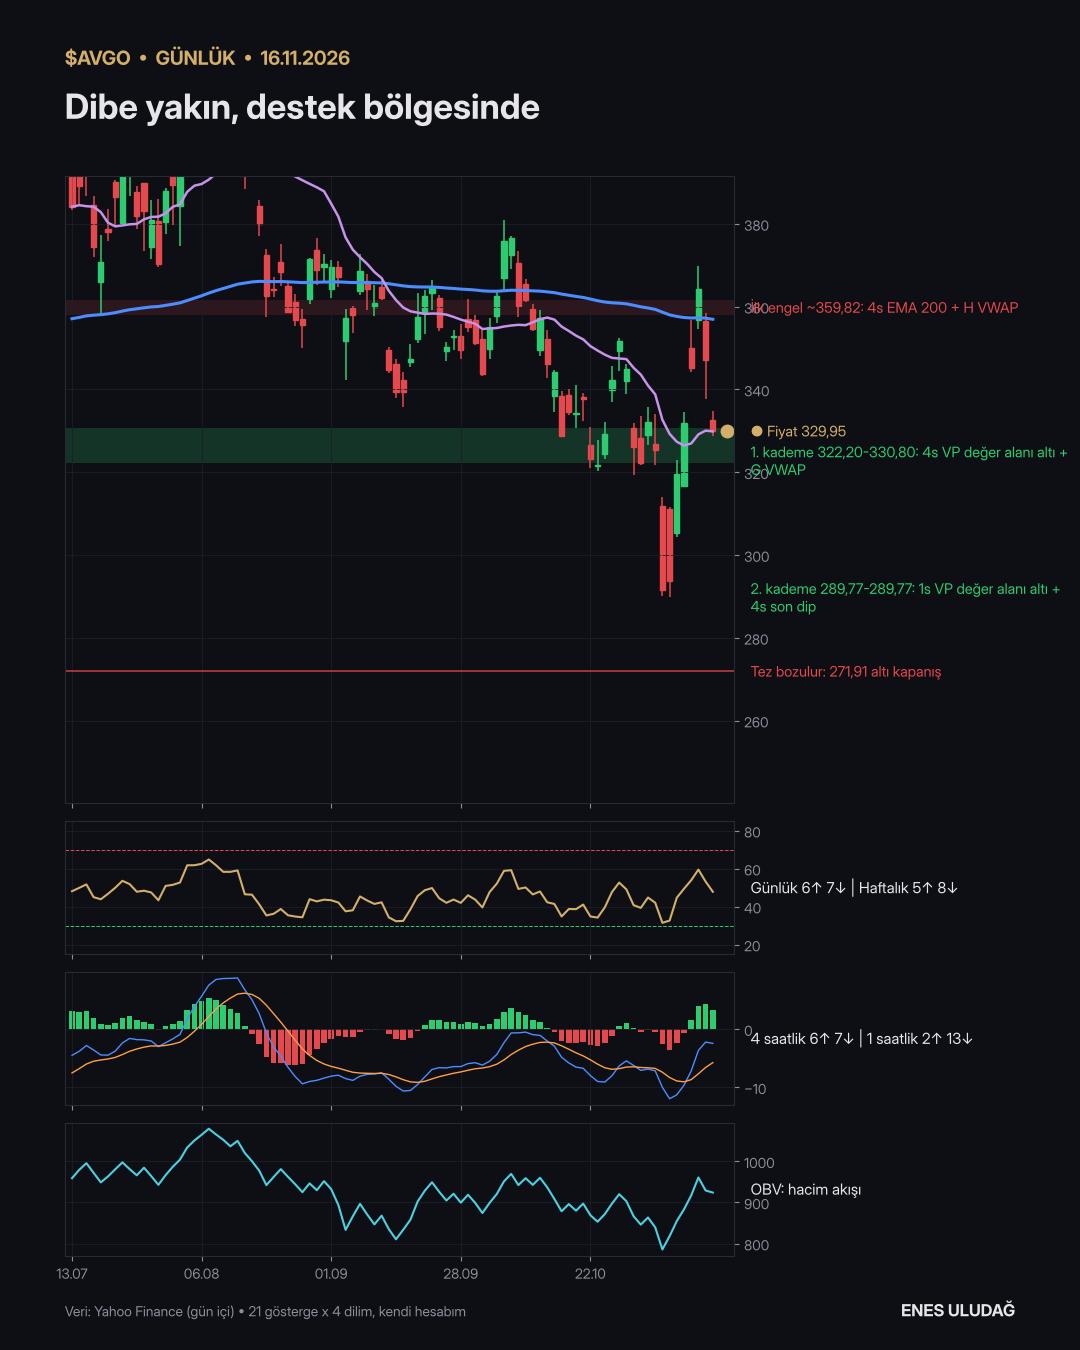 $AVGO • GÜNLÜK • 16.11.2026
Dibe yakın, destek bölgesinde
380
360
engel ~359,82: 4s EMA 200 + H VWAP
340
Fiyat 329,95
1. kademe 322,20-330,80: 4s VP değer alanı altı +
VWAP
320
300
2. kademe 289,77-289,77: 1s VP değer alanı altı +
4s son dip
280
Tez bozulur: 271,91 altı kapanış
260
80
60
Günlük 6↑ 7↓ | Haftalık 5↑ 8↓
40
20
0
4 saatlik 6↑ 7↓ | 1 saatlik 2↑ 13↓
−10
1000
OBV: hacim akışı
900
800
13.07 06.08 01.09 28.09 22.10
Veri: Yahoo Finance (gün içi) • 21 gösterge x 4 dilim, kendi hesabım
ENES ULUDAĞ